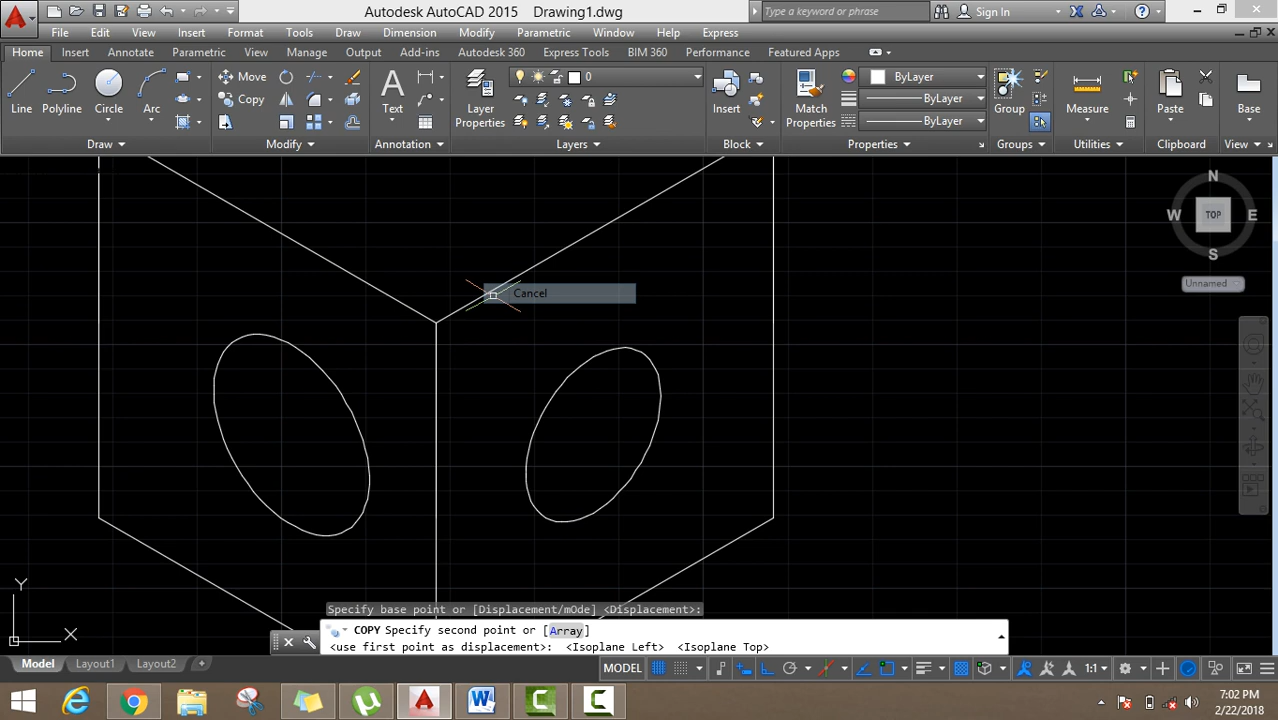 Autodesk AutoCAD 2015 Drawing1.dwg
Type a keyword or phrase
Sign In
File Edit View Insert Format Tools Draw Dimension Modify Parametric Window Help Express
Home Insert Annotate Parametric View Manage Output Add-ins Autodesk 360 Express Tools BIM 360 Performance Featured Apps
Line
Polyline
Circle
Arc
Move
Copy
Text
Layer Properties
0
Insert
Match Properties
ByLayer
ByLayer
ByLayer
Group
Measure
Paste
Base
Draw Modify Annotation Layers Block Properties Groups Utilities Clipboard View
N
W TOP E
S
Unnamed
Cancel
Y
X
Specify base point or [Displacement/mOde] <Displacement>:
COPY Specify second point or [Array]
<use first point as displacement>: <Isoplane Left> <Isoplane Top>
Model Layout1 Layout2 +
MODEL
1:1
7:02 PM
2/22/2018